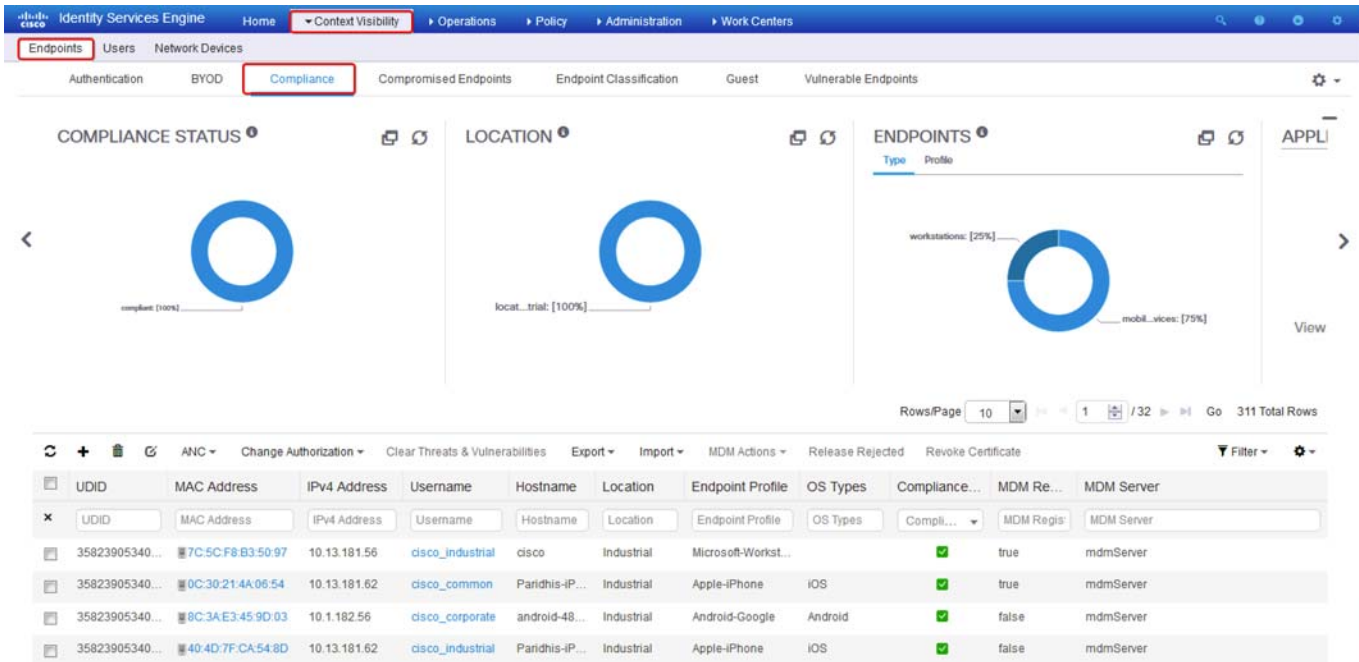 cisco Identity Services Engine Home Context Visibility Operations Policy Administration Work Centers
Endpoints Users Network Devices
Authentication BYOD Compliance Compromised Endpoints Endpoint Classification Guest Vulnerable Endpoints
COMPLIANCE STATUS LOCATION ENDPOINTS APPLI
Type Profile
workstations: [25%]
compliant: [100%] locat...trial: [100%] mobil...vices: [75%]
View
Rows/Page 10 1 / 32 Go 311 Total Rows
ANC Change Authorization Clear Threats & Vulnerabilities Export Import MDM Actions Release Rejected Revoke Certificate Filter
UDID MAC Address IPv4 Address Username Hostname Location Endpoint Profile OS Types Compliance... MDM Re... MDM Server
UDID MAC Address IPv4 Address Username Hostname Location Endpoint Profile OS Types Compli... MDM Regis MDM Server
35823905340... 7C:5C:F8:B3:50:97 10.13.181.56 cisco_industrial cisco Industrial Microsoft-Workst... true mdmServer
35823905340... 0C:30:21:4A:06:54 10.13.181.62 cisco_common Paridhis-iP... Industrial Apple-iPhone iOS true mdmServer
35823905340... 8C:3A:E3:45:9D:03 10.1.182.56 cisco_corporate android-48... Industrial Android-Google Android false mdmServer
35823905340... 40:4D:7F:CA:54:8D 10.13.181.62 cisco_industrial Paridhis-iP... Industrial Apple-iPhone iOS false mdmServer